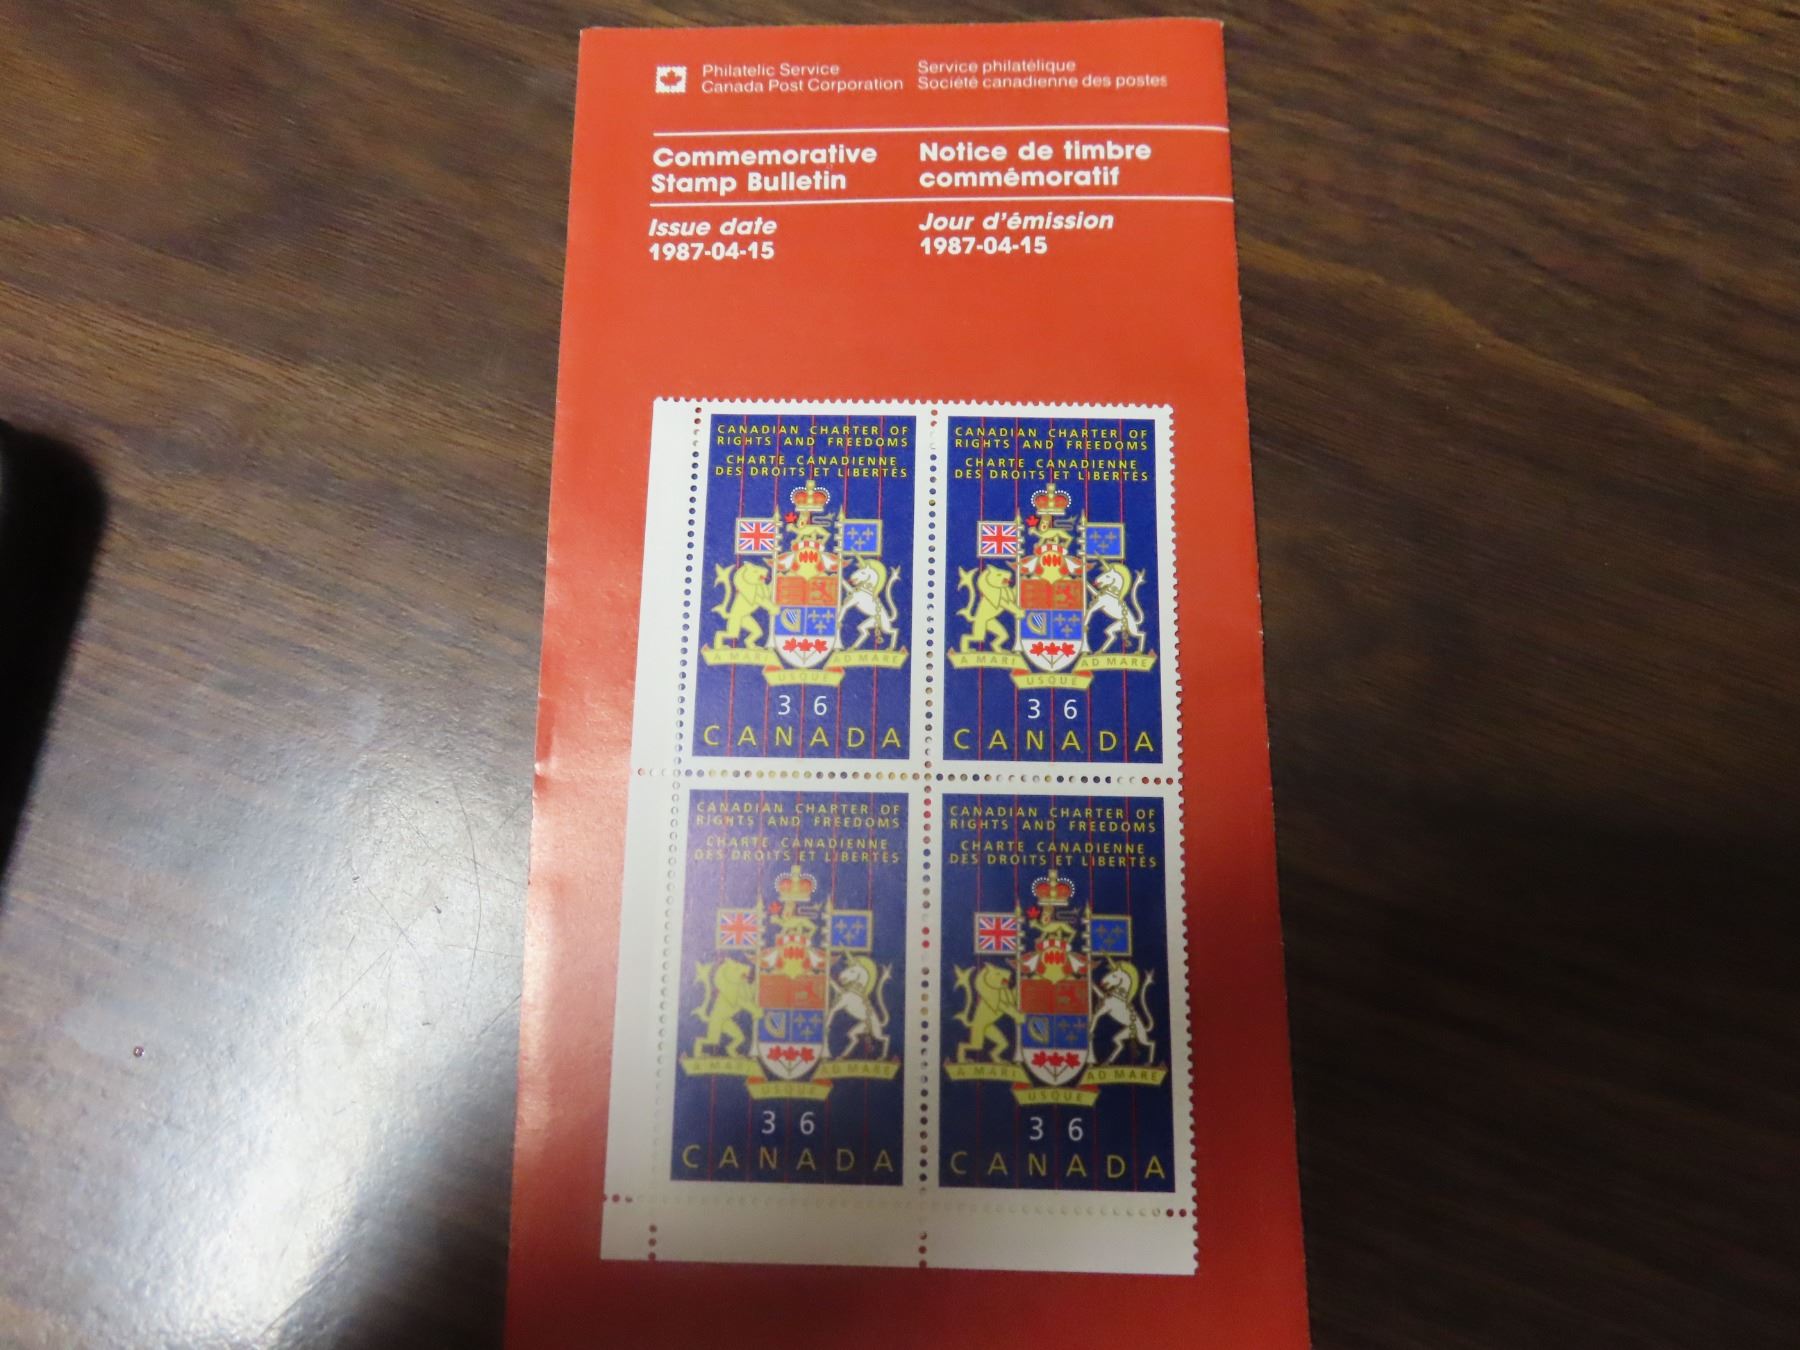 Philatelic Service
Canada Post Corporation
Service philatélique
Société canadienne des postes
Commemorative
Stamp Bulletin
Notice de timbre
commémoratif
Issue date
1987-04-15
Jour d'émission
1987-04-15
CANADIAN CHARTER OF
RIGHTS AND FREEDOMS
CHARTE CANADIENNE
DES DROITS ET LIBERTÉS
A MARI USQUE AD MARE
36
CANADA
CANADIAN CHARTER OF
RIGHTS AND FREEDOMS
CHARTE CANADIENNE
DES DROITS ET LIBERTÉS
A MARI USQUE AD MARE
36
CANADA
CANADIAN CHARTER OF
RIGHTS AND FREEDOMS
CHARTE CANADIENNE
DES DROITS ET LIBERTÉS
A MARI USQUE AD MARE
36
CANADA
CANADIAN CHARTER OF
RIGHTS AND FREEDOMS
CHARTE CANADIENNE
DES DROITS ET LIBERTÉS
A MARI USQUE AD MARE
36
CANADA